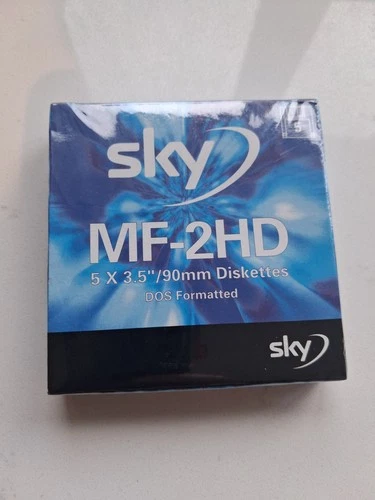 sky
MF-2HD
5 X 3.5"/90mm Diskettes
DOS Formatted
sky